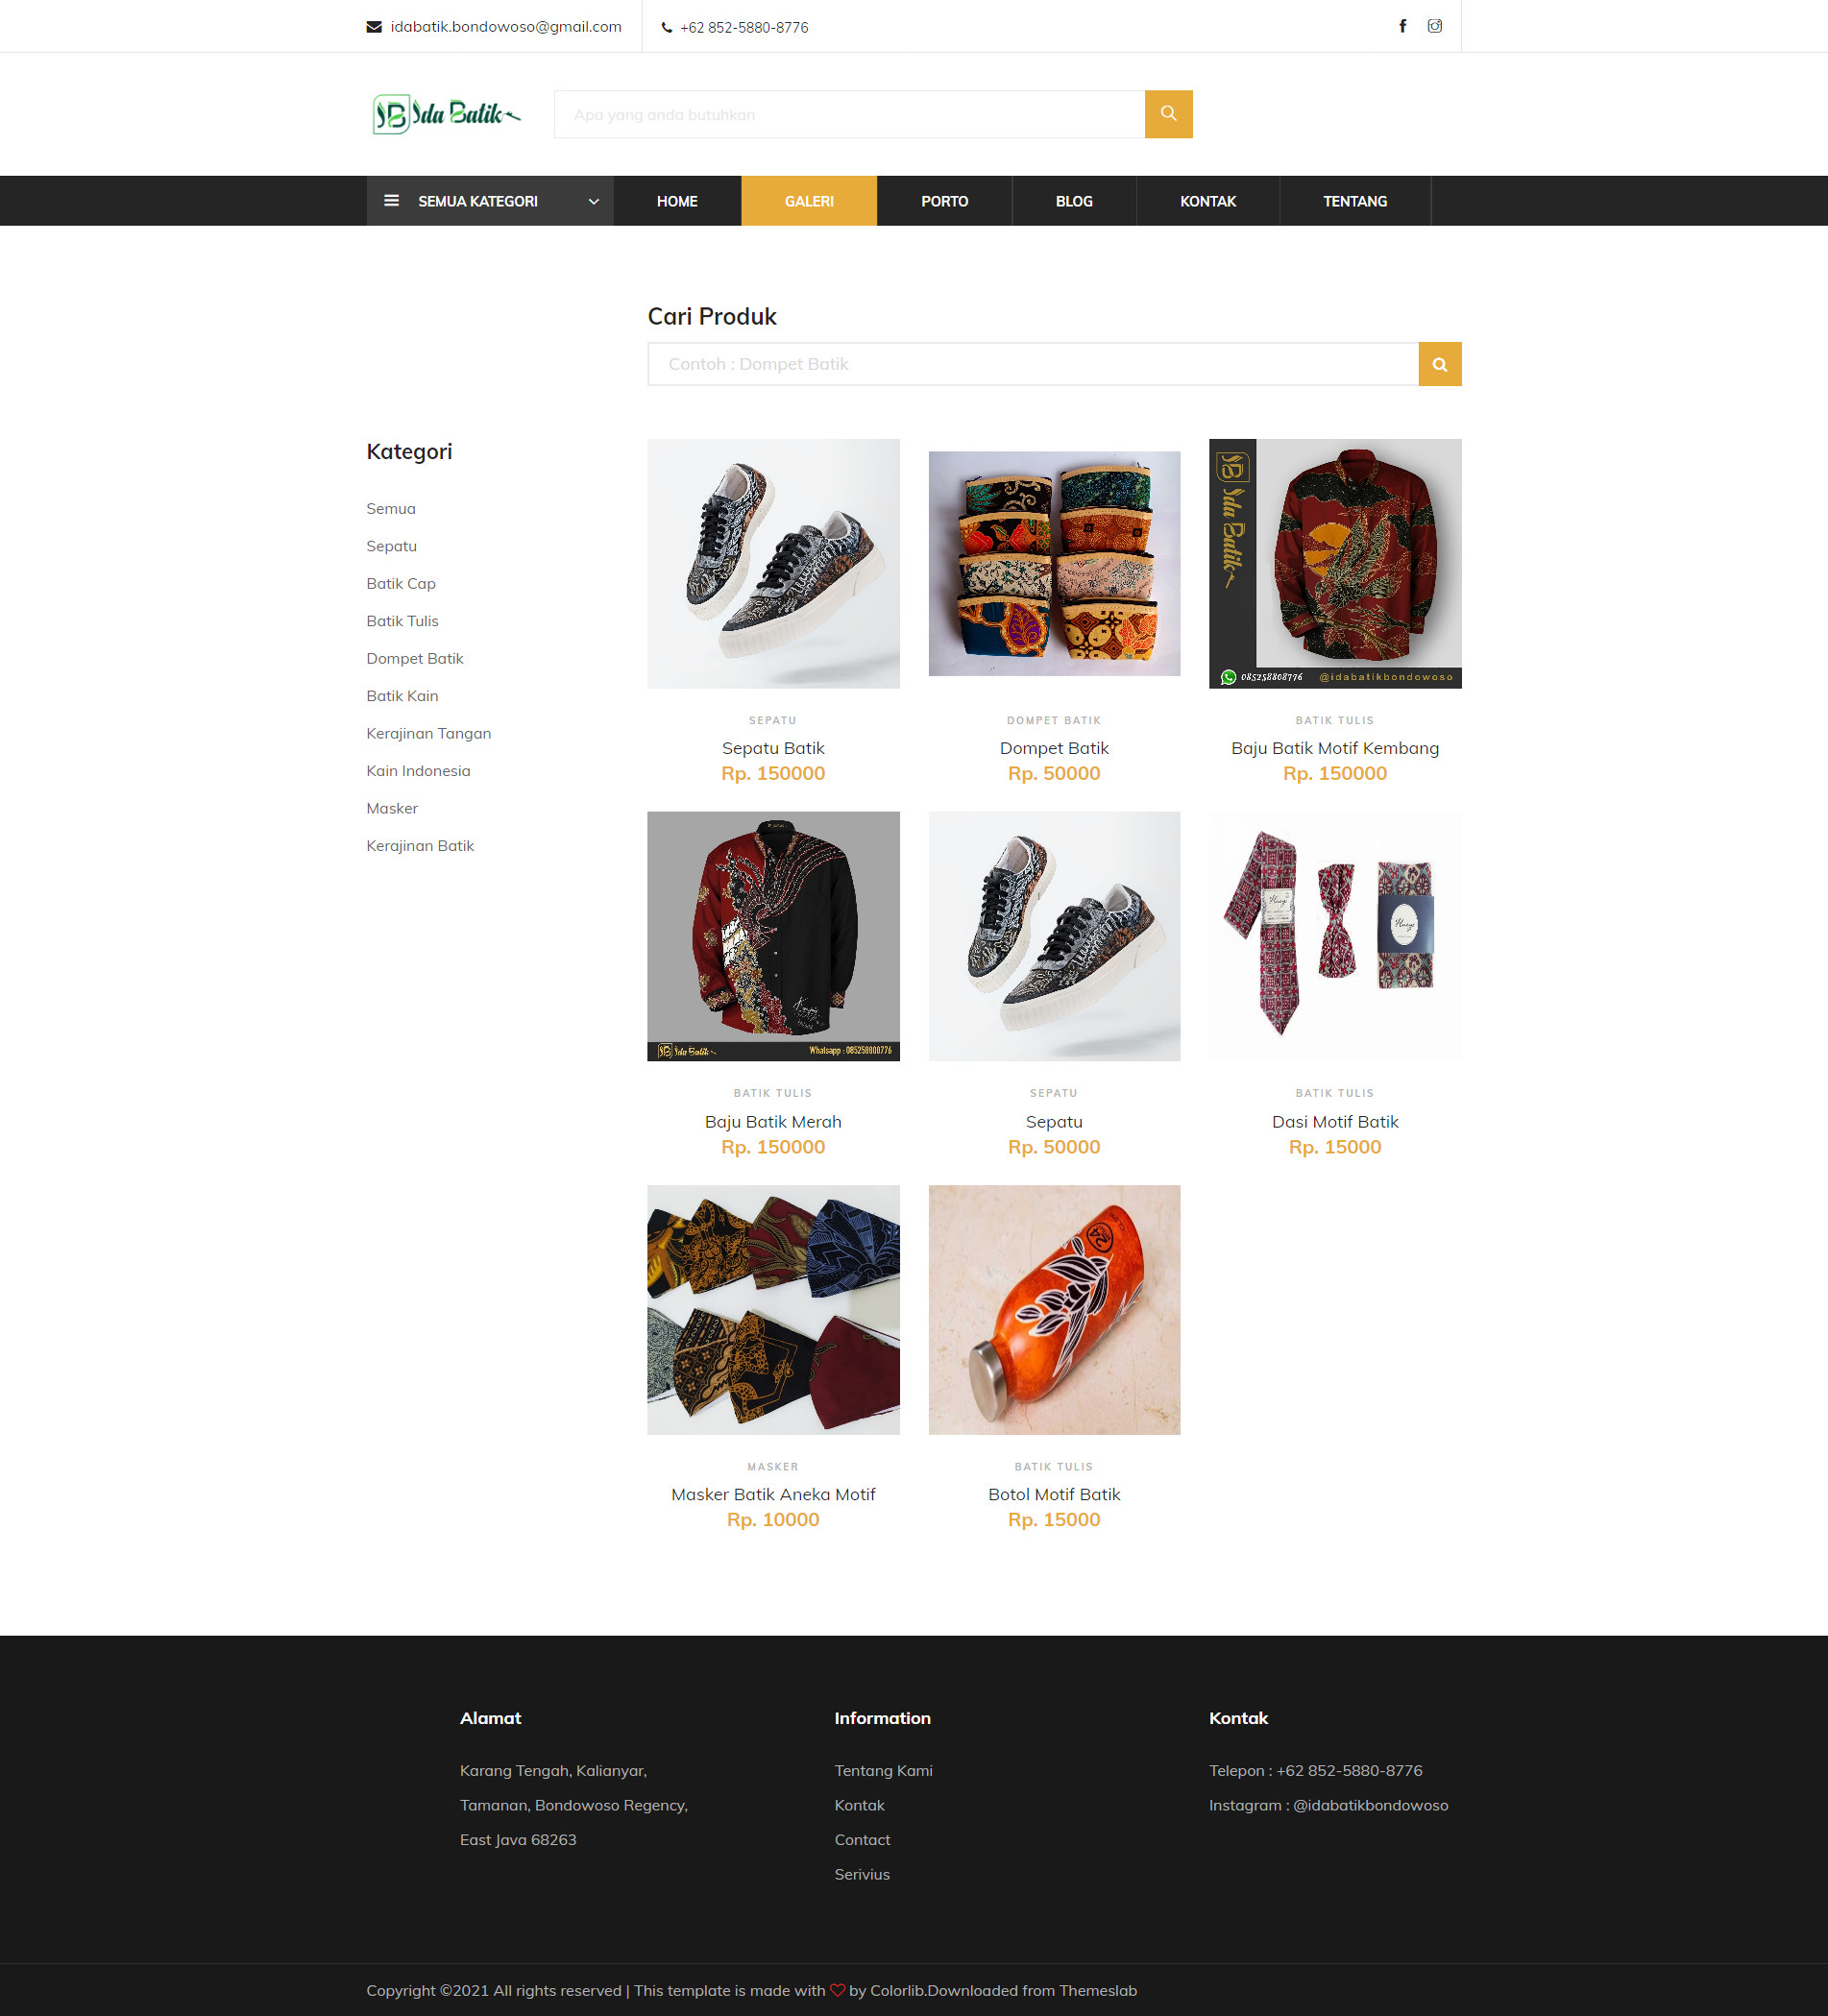 idabatik.bondowoso@gmail.com
+62 852-5880-8776
Ida Batik
Apa yang anda butuhkan
SEMUA KATEGORI
HOME
GALERI
PORTO
BLOG
KONTAK
TENTANG
Cari Produk
Contoh : Dompet Batik
Kategori
Semua
Sepatu
Batik Cap
Batik Tulis
Dompet Batik
Batik Kain
Kerajinan Tangan
Kain Indonesia
Masker
Kerajinan Batik
Ida Batik
085258808776
@idabatikbondowoso
SEPATU
Sepatu Batik
Rp. 150000
DOMPET BATIK
Dompet Batik
Rp. 50000
BATIK TULIS
Baju Batik Motif Kembang
Rp. 150000
Ida Batik
BATIK TULIS
Baju Batik Merah
Rp. 150000
SEPATU
Sepatu
Rp. 50000
BATIK TULIS
Dasi Motif Batik
Rp. 15000
24
MASKER
Masker Batik Aneka Motif
Rp. 10000
BATIK TULIS
Botol Motif Batik
Rp. 15000
Alamat
Karang Tengah, Kalianyar,
Tamanan, Bondowoso Regency,
East Java 68263
Information
Tentang Kami
Kontak
Contact
Serivius
Kontak
Telepon : +62 852-5880-8776
Instagram : @idabatikbondowoso
Copyright ©2021 All rights reserved | This template is made with by Colorlib.Downloaded from Themeslab